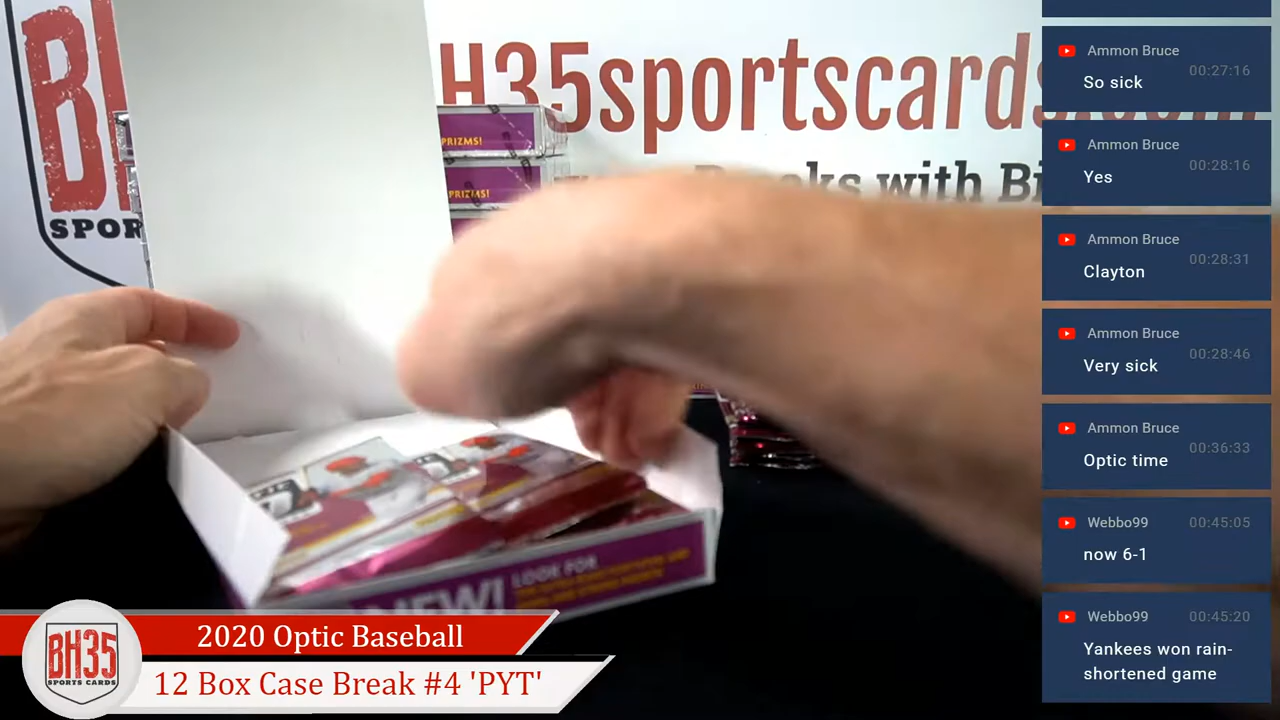 BH
SPOR
H35sportscards.com
ks with Bi
PRIZMS!
PRIZMS!
NEW!
LOOK FOR
2020 Optic Baseball
12 Box Case Break #4 'PYT'
BH35
SPORTS CARDS
Ammon Bruce
00:27:16
So sick
Ammon Bruce
00:28:16
Yes
Ammon Bruce
00:28:31
Clayton
Ammon Bruce
00:28:46
Very sick
Ammon Bruce
00:36:33
Optic time
Webbo99
00:45:05
now 6-1
Webbo99
00:45:20
Yankees won rain-
shortened game